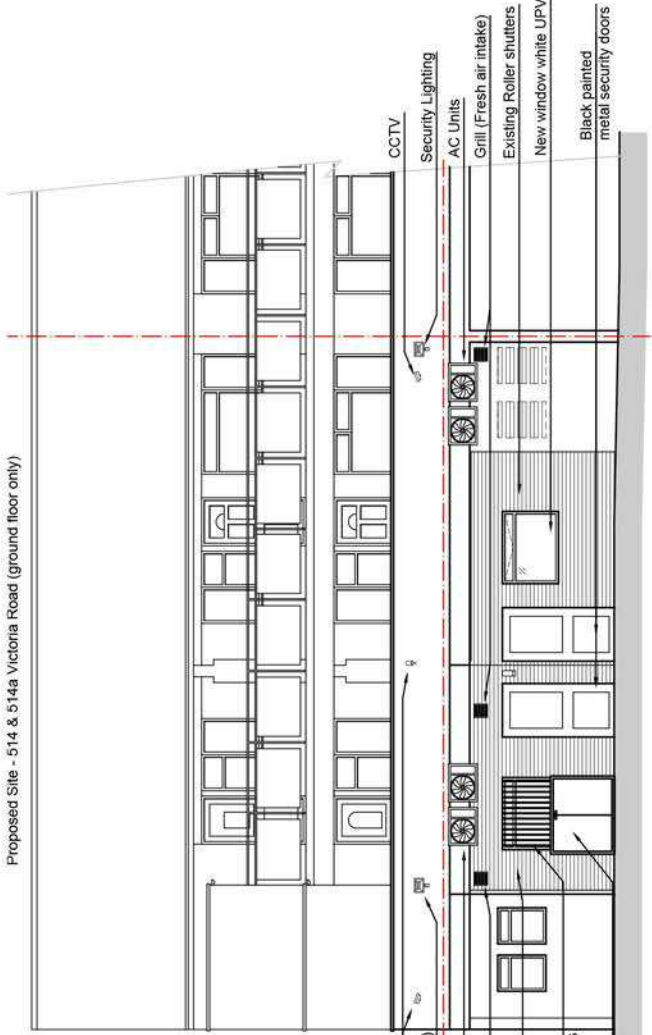 Proposed Site - 514 & 514a Victoria Road (ground floor only)
CCTV
Security Lighting
AC Units
Grill (Fresh air intake)
Existing Roller shutters
New window white UPV
Black painted
metal security doors